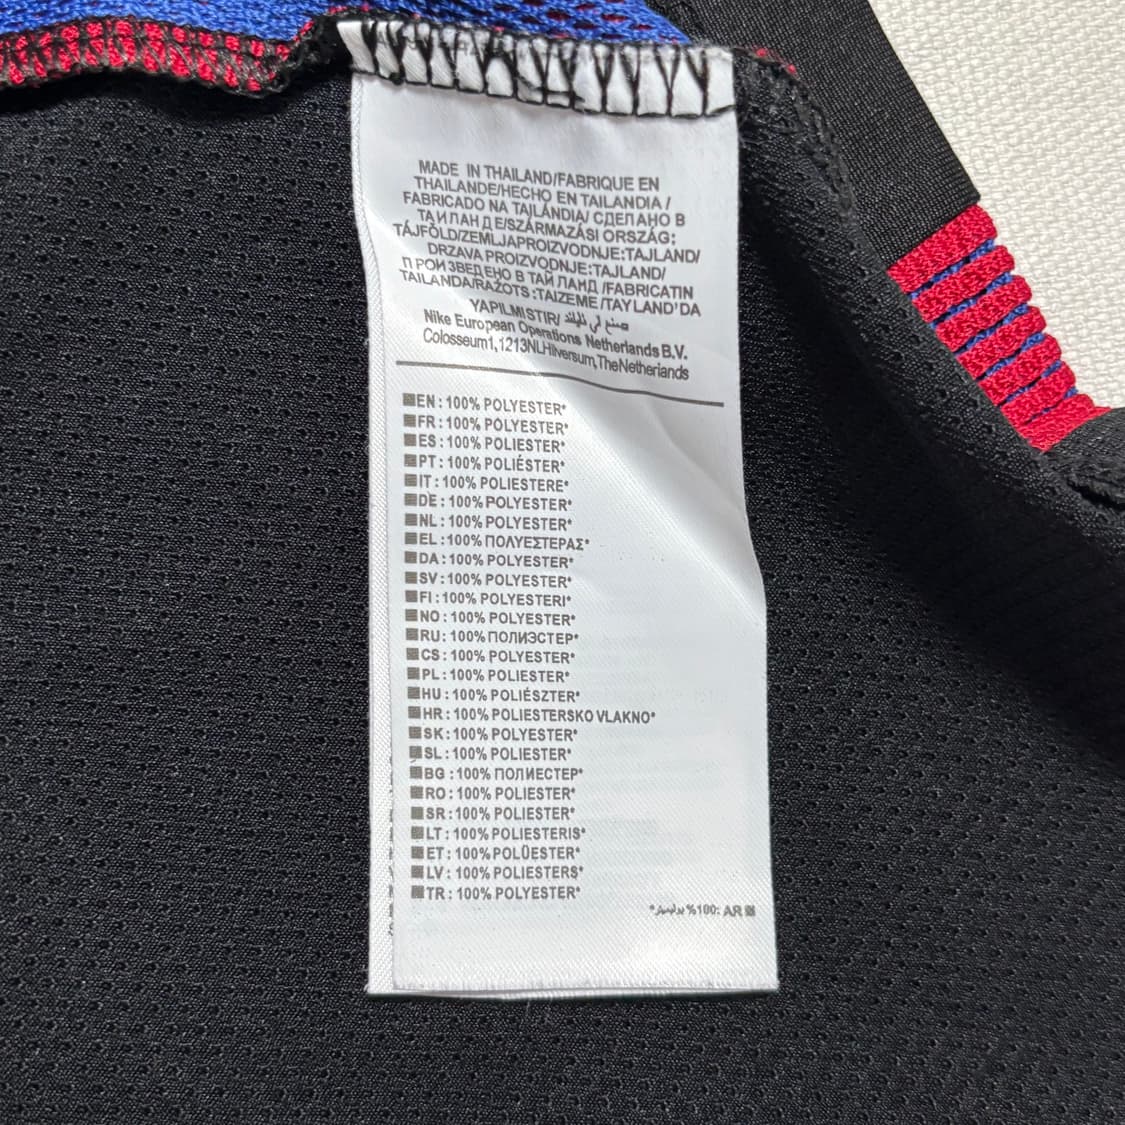 MADE IN THAILAND/FABRIQUE EN
THAILANDE/HECHO EN TAILANDIA /
FABRICADO NA TAILÂNDIA/ СДЕЛАНО В
ТАИЛАНДЕ/SZÁRMAZÁSI ORSZÁG:
TÁJFÖLD/ZEMLJAPROIZVODNJE:TAJLAND/
DRZAVA PROIZVODNJE:TAJLAND/
ПРОИЗВЕДЕНО В ТАЙЛАНД /FABRICATIN
TAILANDA/RAŽOTS :TAIZEME /TAYLAND'DA
YAPILMISTIR/ صنع في تايلند
Nike European Operations Netherlands B.V.
Colosseum1,1213NLHilversum,TheNetherlands
EN : 100% POLYESTER*
FR : 100% POLYESTER*
ES : 100% POLIESTER*
PT : 100% POLIÉSTER*
IT : 100% POLIESTERE*
DE : 100% POLYESTER*
NL : 100% POLYESTER*
EL : 100% ΠΟΛΥΕΣΤΕΡΑΣ*
DA : 100% POLYESTER*
SV : 100% POLYESTER*
FI : 100% POLYESTERI*
NO : 100% POLYESTER*
RU : 100% ПОЛИЭСТЕР*
CS : 100% POLYESTER*
PL : 100% POLIESTER*
HU : 100% POLIÉSZTER*
HR : 100% POLIESTERSKO VLAKNO*
SK : 100% POLYESTER*
SL : 100% POLIESTER*
BG : 100% ПОЛИЕСТЕР*
RO : 100% POLIESTER*
SR : 100% POLIESTER*
LT : 100% POLIESTERIS*
ET : 100% POLÜESTER*
LV : 100% POLIESTERS*
TR : 100% POLYESTER*
%100: AR